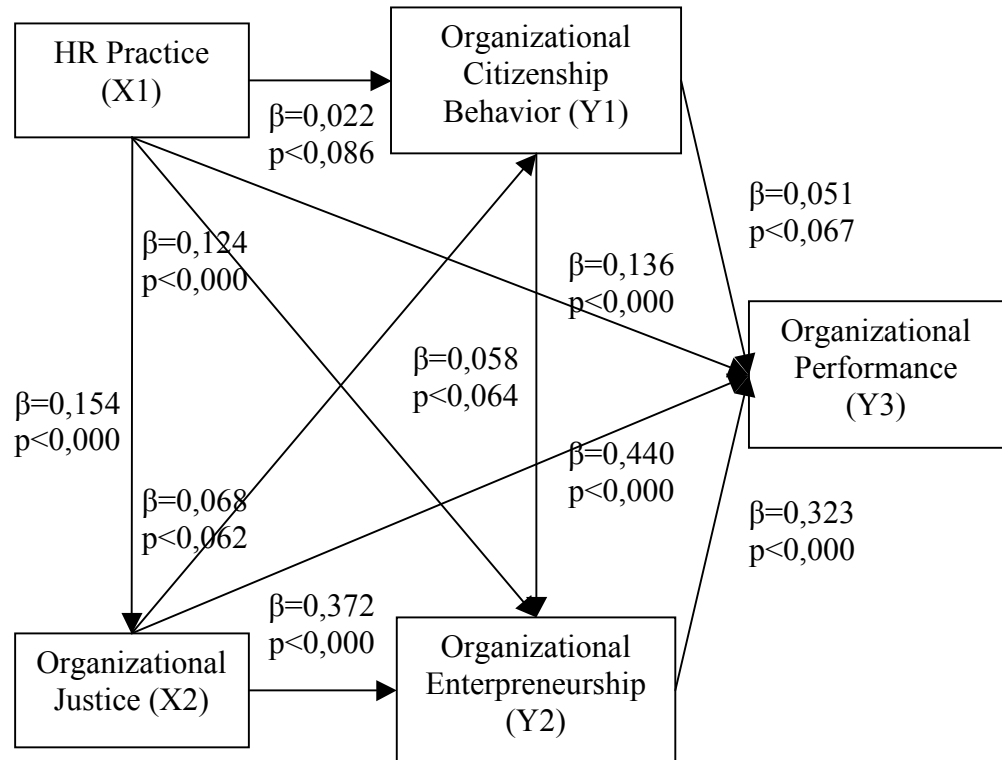 HR Practice
(X1)
Organizational
Citizenship
Behavior (Y1)
β=0,022
p<0,086
β=0,051
p<0,067
β=0,124
p<0,000
β=0,136
p<0,000
Organizational
Performance
(Y3)
β=0,058
p<0,064
β=0,154
p<0,000
β=0,440
p<0,000
β=0,068
p<0,062
β=0,323
p<0,000
β=0,372
p<0,000
Organizational
Justice (X2)
Organizational
Enterpreneurship
(Y2)